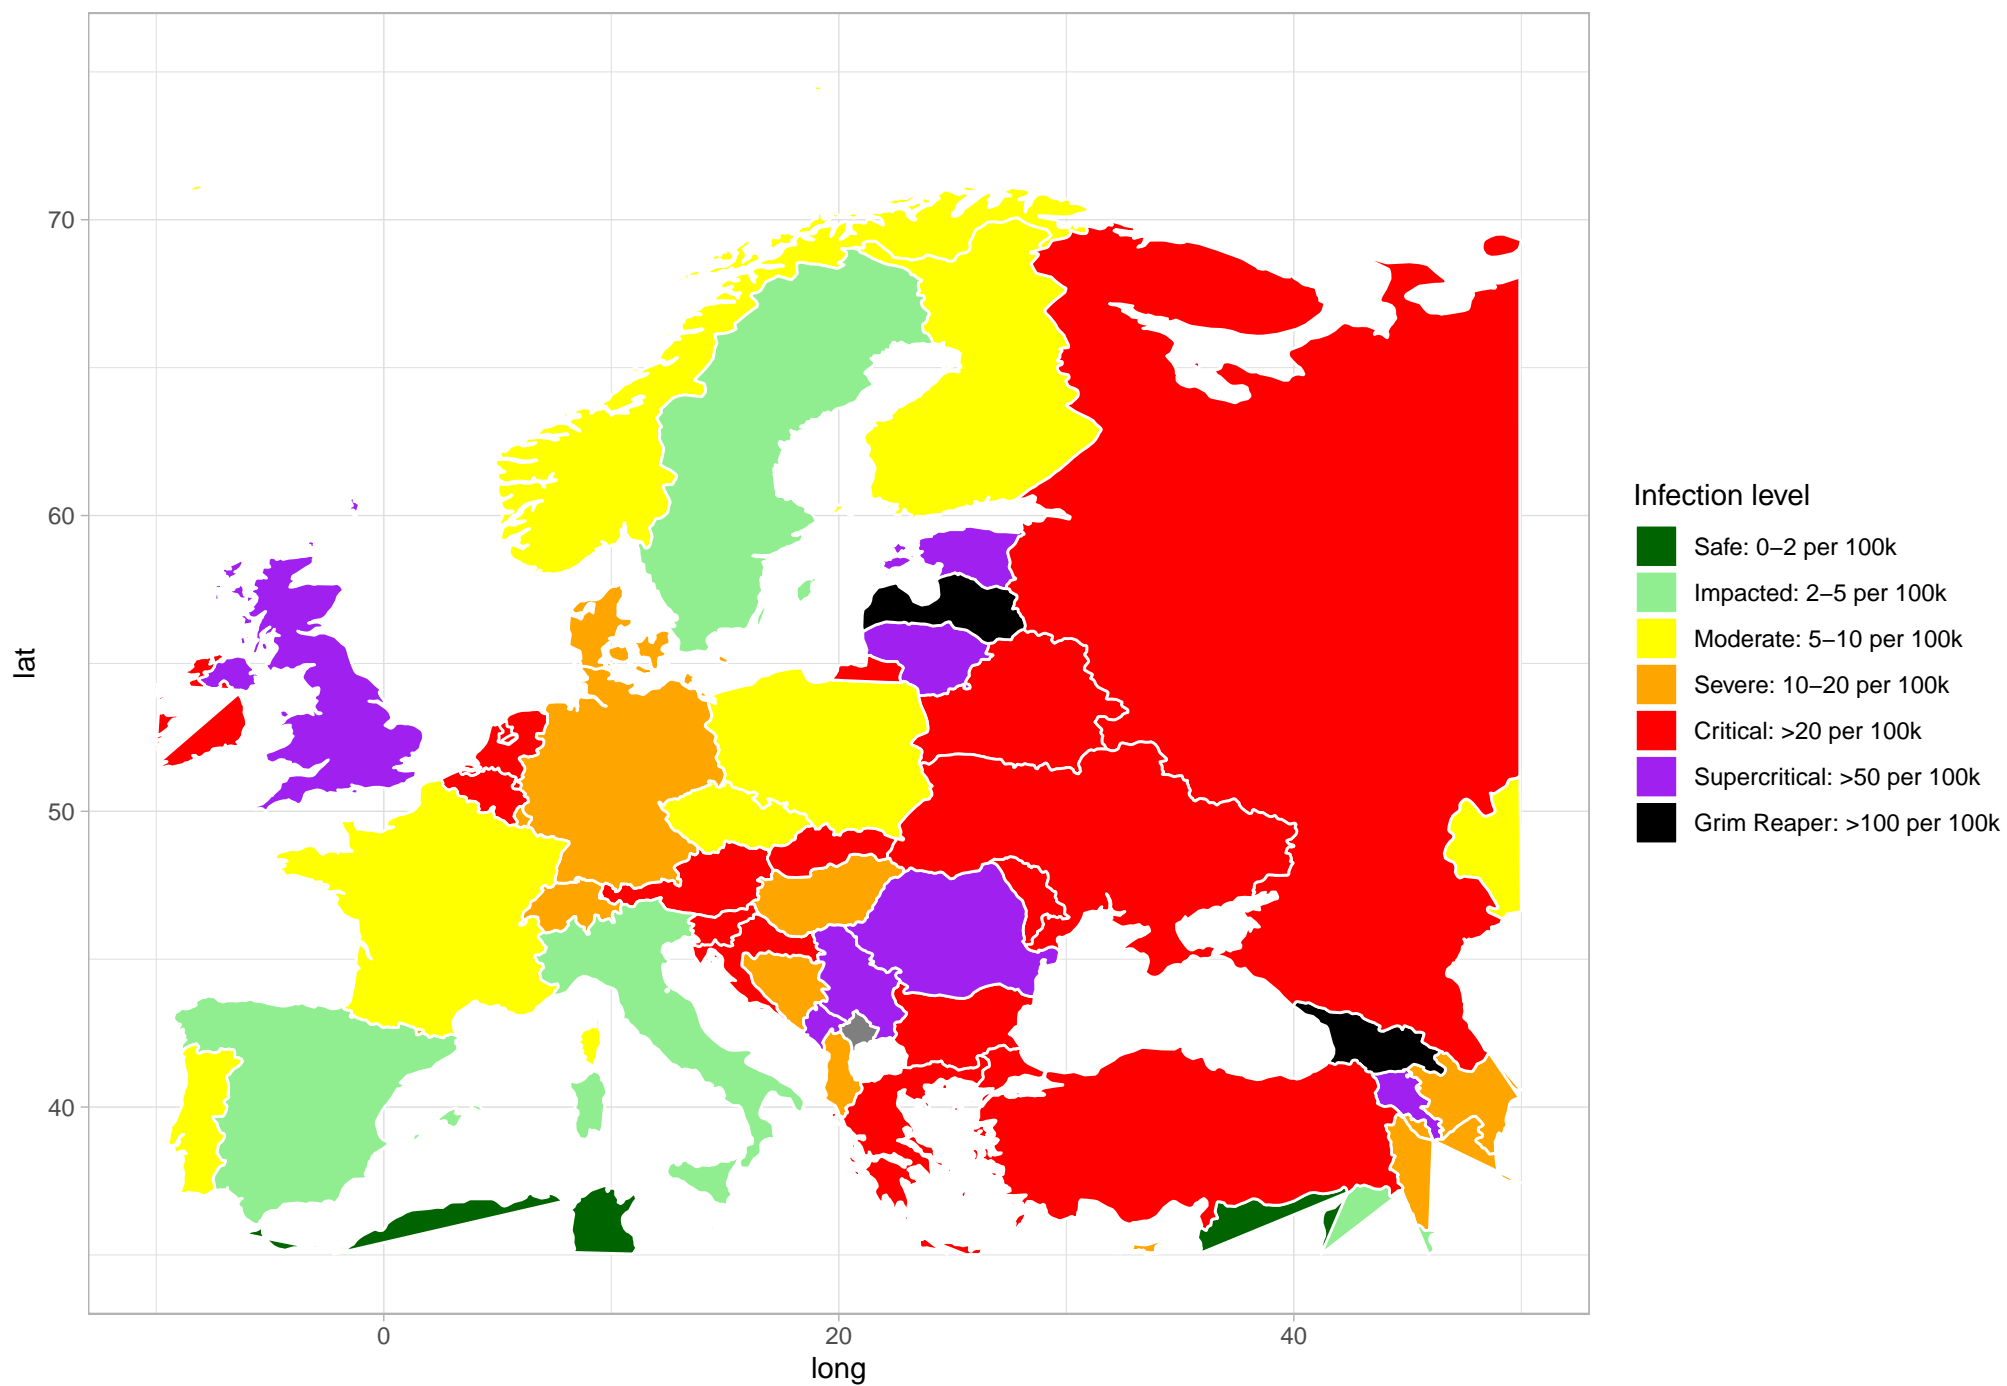 70
60
50
40
lat
0
20
40
long
Infection level
Safe: 0−2 per 100k
Impacted: 2−5 per 100k
Moderate: 5−10 per 100k
Severe: 10−20 per 100k
Critical: >20 per 100k
Supercritical: >50 per 100k
Grim Reaper: >100 per 100k